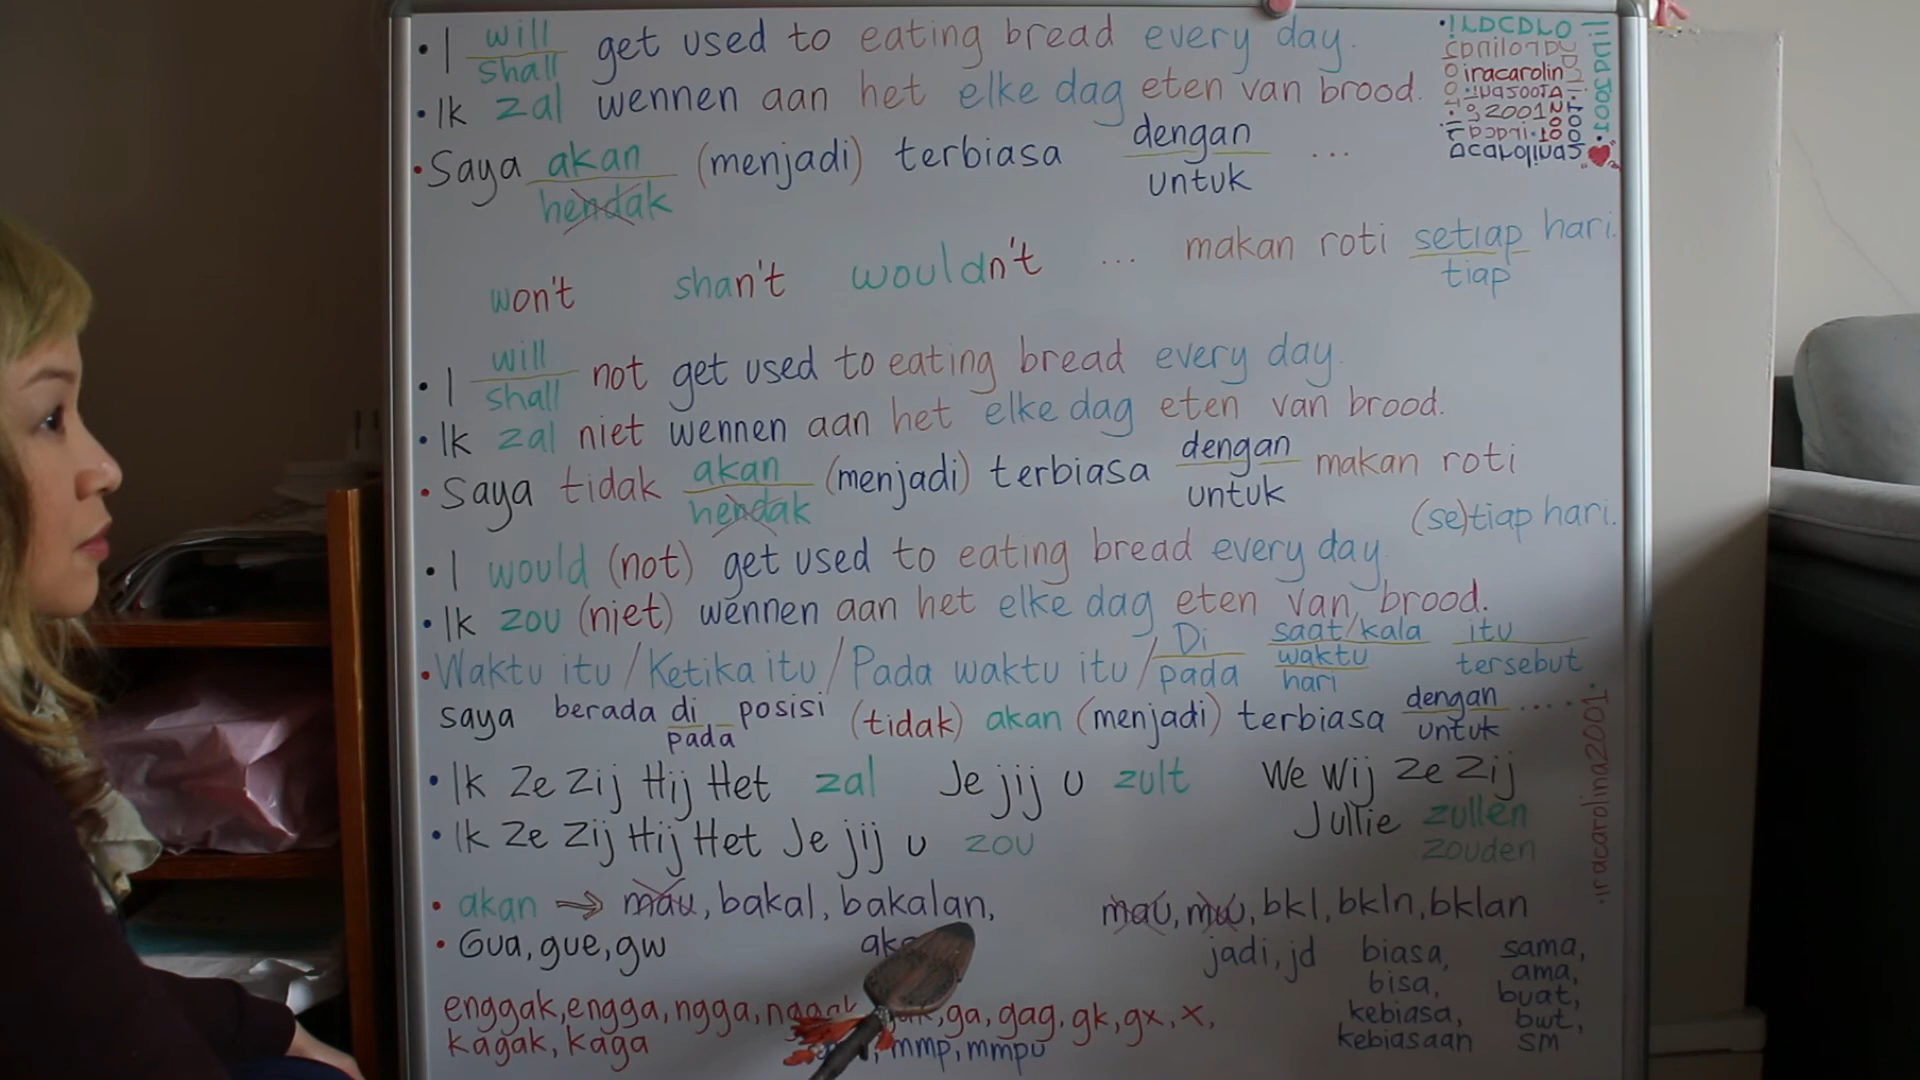 • I will/shall get used to eating bread every day.
• Ik zal wennen aan het elke dag eten van brood.
• Saya akan/hendak (menjadi) terbiasa dengan/untuk ...
... makan roti setiap/tiap hari.
won't shan't wouldn't
• I will/shall not get used to eating bread every day.
• Ik zal niet wennen aan het elke dag eten van brood.
• Saya tidak akan/hendak (menjadi) terbiasa dengan/untuk makan roti
(se)tiap hari.
• I would (not) get used to eating bread every day.
• Ik zou (niet) wennen aan het elke dag eten van brood.
• Waktu itu / Ketika itu / Pada waktu itu / Di/pada saat/kala/waktu/hari itu/tersebut
saya berada di/pada posisi (tidak) akan (menjadi) terbiasa dengan/untuk ....
• Ik Ze Zij Hij Het zal Je jij u zult We Wij Ze Zij
Jullie zullen
• Ik Ze Zij Hij Het Je jij u zou zouden
• akan ⇒ mau, bakal, bakalan, mau, mw, bkl, bkln, bklan
• Gua, gue, gw
jadi, jd
biasa,
bisa,
kebiasa,
kebiasaan
sama,
ama,
buat,
bwt,
sm
enggak, engga, ngga, nggak ga, gag, gk, gx, x,
kagak, kaga mmp, mmpu
iracarolin
2001
iracarolina2001